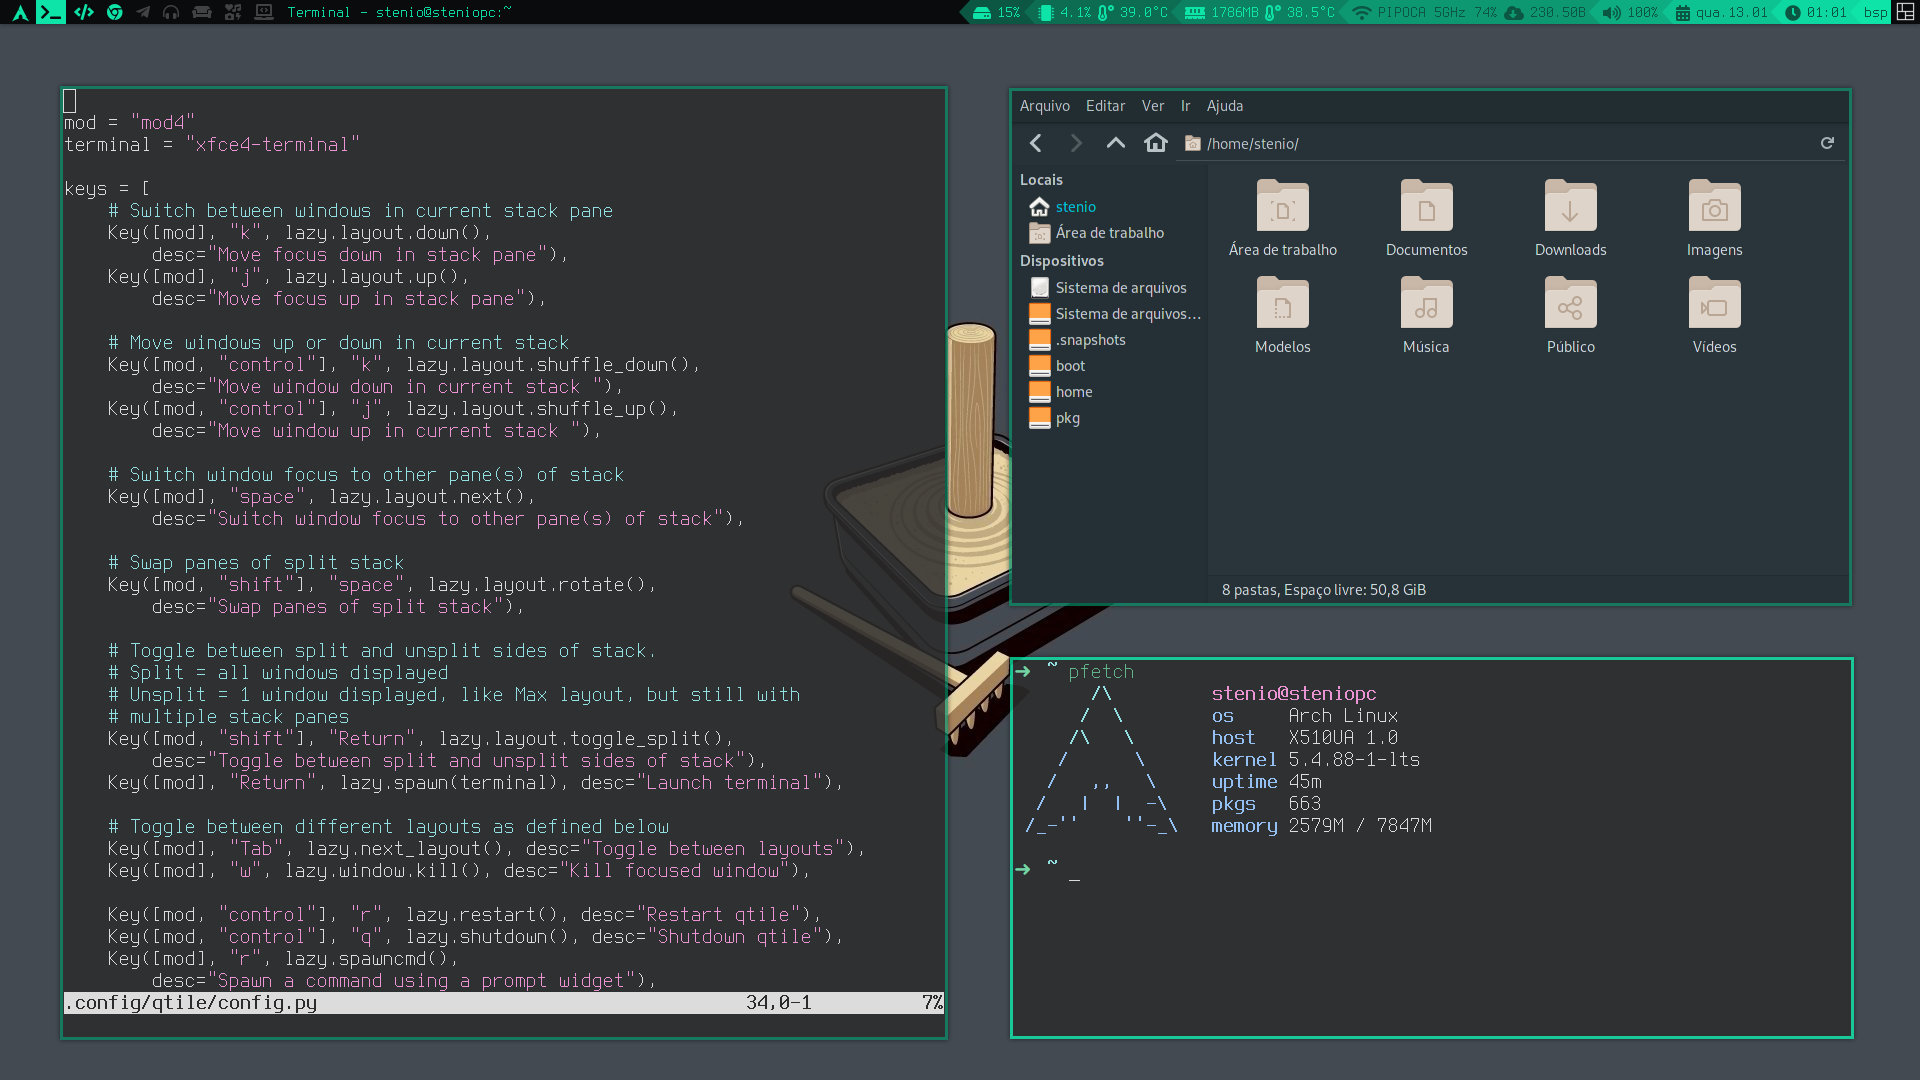 Terminal - stenio@steniopc:~
15% 4.1% 39.0°C 1786MB 38.5°C PIPOCA 5GHz 74% 230.50B 100% qua.13.01 01:01 bsp
mod = "mod4"
terminal = "xfce4-terminal"
keys = [
# Switch between windows in current stack pane
Key([mod], "k", lazy.layout.down(),
desc="Move focus down in stack pane"),
Key([mod], "j", lazy.layout.up(),
desc="Move focus up in stack pane"),
# Move windows up or down in current stack
Key([mod, "control"], "k", lazy.layout.shuffle_down(),
desc="Move window down in current stack "),
Key([mod, "control"], "j", lazy.layout.shuffle_up(),
desc="Move window up in current stack "),
# Switch window focus to other pane(s) of stack
Key([mod], "space", lazy.layout.next(),
desc="Switch window focus to other pane(s) of stack"),
# Swap panes of split stack
Key([mod, "shift"], "space", lazy.layout.rotate(),
desc="Swap panes of split stack"),
# Toggle between split and unsplit sides of stack.
# Split = all windows displayed
# Unsplit = 1 window displayed, like Max layout, but still with
# multiple stack panes
Key([mod, "shift"], "Return", lazy.layout.toggle_split(),
desc="Toggle between split and unsplit sides of stack"),
Key([mod], "Return", lazy.spawn(terminal), desc="Launch terminal"),
# Toggle between different layouts as defined below
Key([mod], "Tab", lazy.next_layout(), desc="Toggle between layouts"),
Key([mod], "w", lazy.window.kill(), desc="Kill focused window"),
Key([mod, "control"], "r", lazy.restart(), desc="Restart qtile"),
Key([mod, "control"], "q", lazy.shutdown(), desc="Shutdown qtile"),
Key([mod], "r", lazy.spawncmd(),
desc="Spawn a command using a prompt widget"),
.config/qtile/config.py 34,0-1 7%
Arquivo Editar Ver Ir Ajuda
/home/stenio/
Locais
stenio
Área de trabalho
Dispositivos
Sistema de arquivos
Sistema de arquivos...
.snapshots
boot
home
pkg
Área de trabalho Documentos Downloads Imagens
Modelos Música Público Vídeos
8 pastas, Espaço livre: 50,8 GiB
➜ ~ pfetch
/\ stenio@steniopc
/ \ os Arch Linux
/\ \ host X510UA 1.0
/ \ kernel 5.4.88-1-lts
/ ,, \ uptime 45m
/ | | -\ pkgs 663
/_-'' ''-_\ memory 2579M / 7847M
➜ ~ _